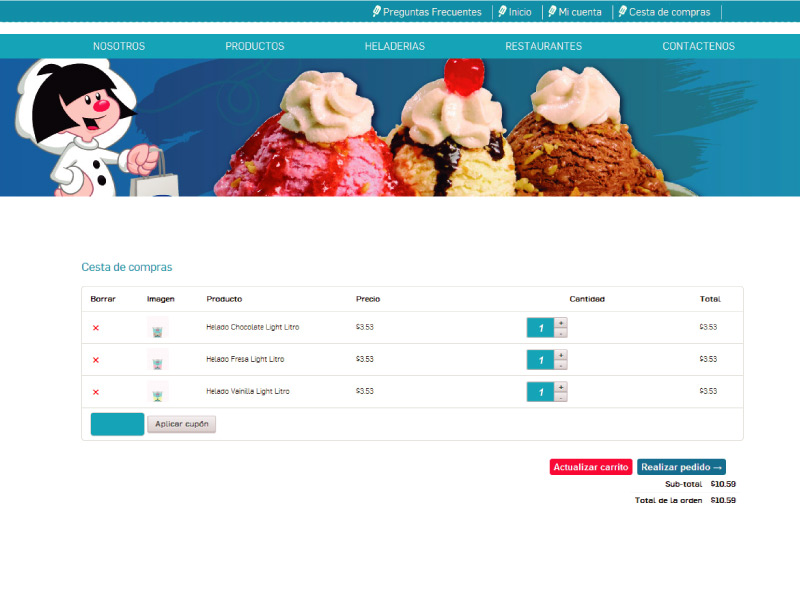 Preguntas Frecuentes Inicio Mi cuenta Cesta de compras
NOSOTROS PRODUCTOS HELADERIAS RESTAURANTES CONTACTENOS
Cesta de compras
Borrar Imagen Producto Precio Cantidad Total
× Helado Chocolate Light Litro $3.53 1 + - $3.53
× Helado Fresa Light Litro $3.53 1 + - $3.53
× Helado Vainilla Light Litro $3.53 1 + - $3.53
Aplicar cupón
Actualizar carrito Realizar pedido →
Sub-total $10.59
Total de la orden $10.59